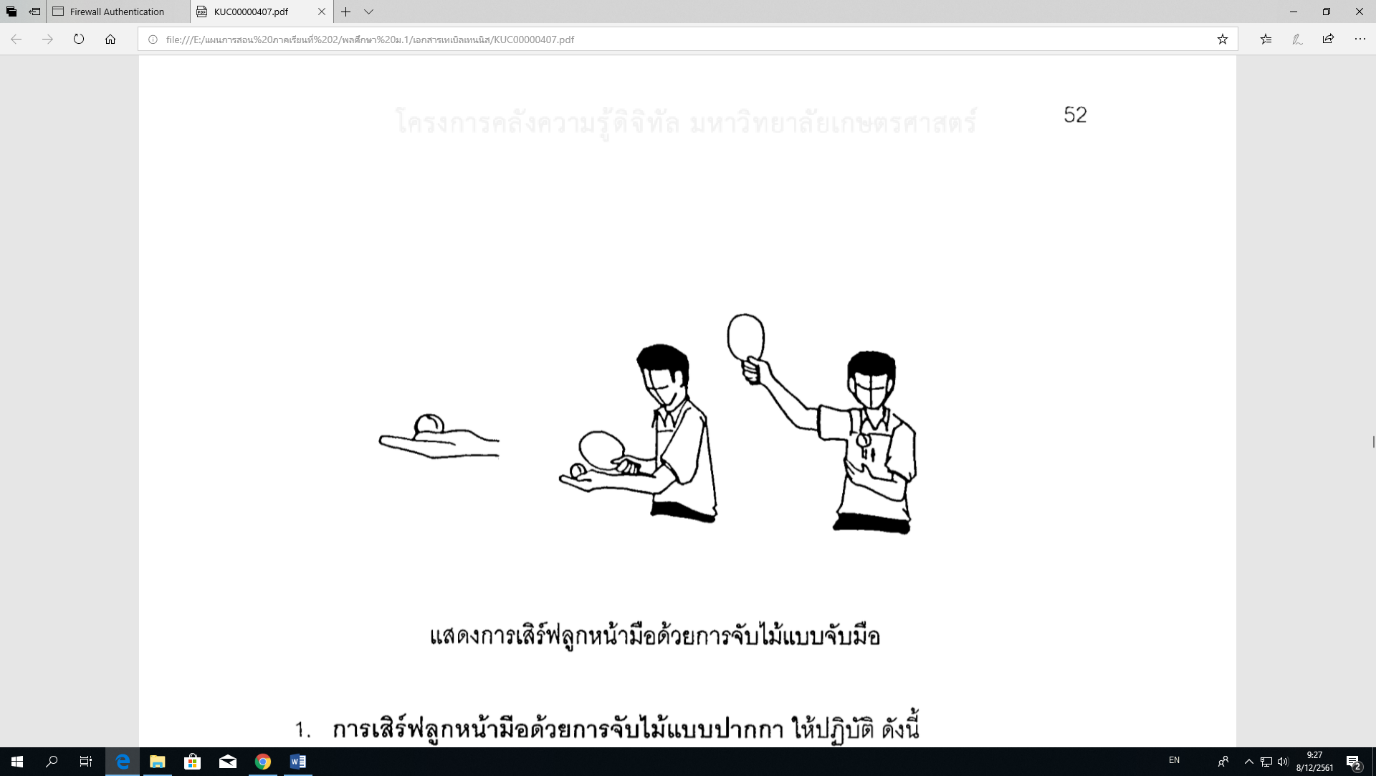 Firewall Authentication
KUC00000407.pdf
file:///E:/แผนการสอน%20ภาคเรียนที่%202/พลศึกษา%20ม.1/เอกสารเทเบิลเทนนิส/KUC00000407.pdf
โครงการคลังความรู้ดิจิทัล มหาวิทยาลัยเกษตรศาสตร์
52
แสดงการเสิร์ฟลูกหน้ามือด้วยการจับไม้แบบจับมือ
1. การเสิร์ฟลูกหน้ามือด้วยการจับไม้แบบปากกา ให้ปฏิบัติ ดังนี้
EN
9:27
8/12/2561
2